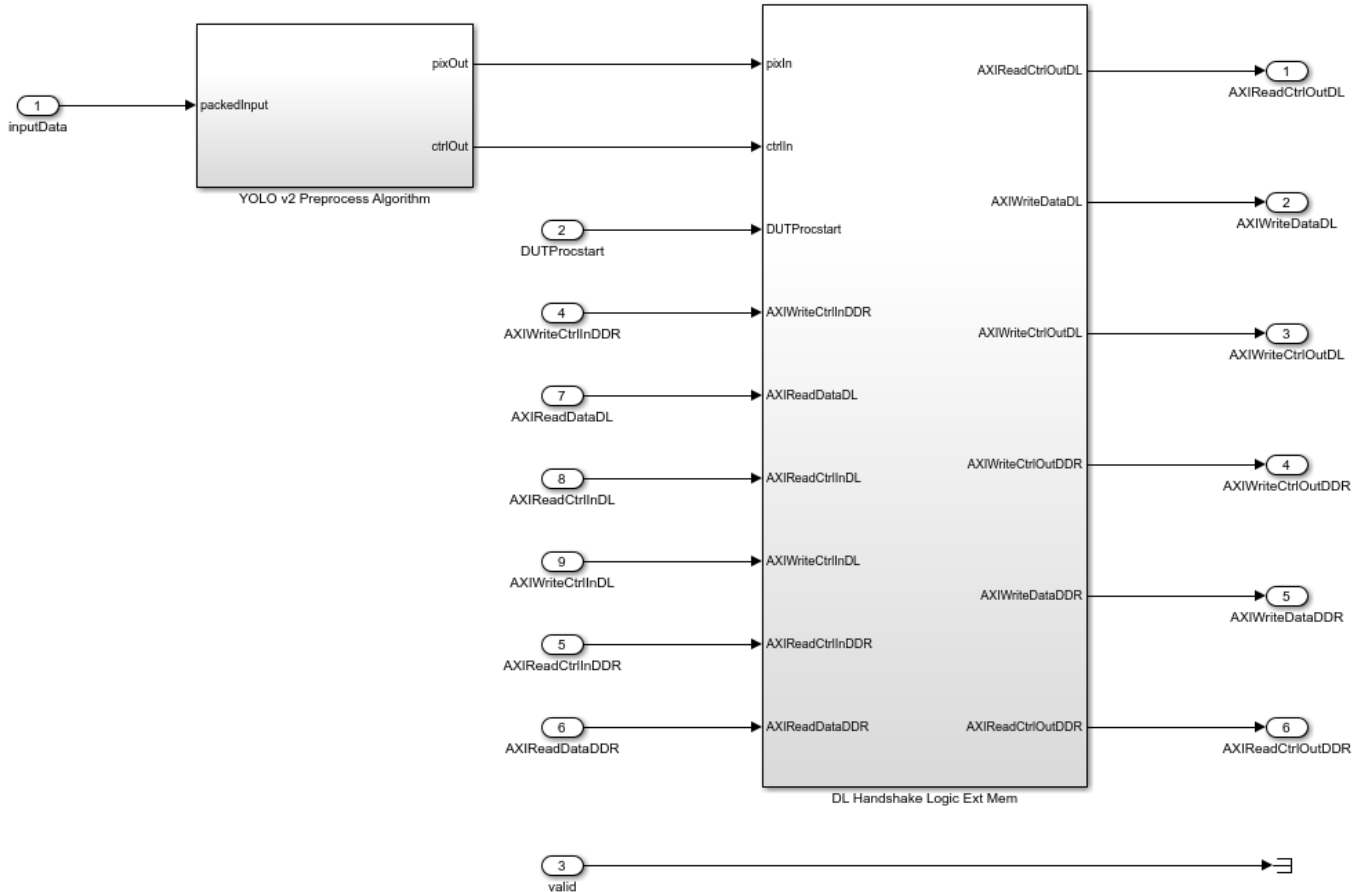 pixOut
pixIn
AXIReadCtrlOutDL
1
AXIReadCtrlOutDL
1
inputData
packedInput
ctrlOut
ctrlIn
YOLO v2 Preprocess Algorithm
AXIWriteDataDL
2
AXIWriteDataDL
2
DUTProcstart
DUTProcstart
4
AXIWriteCtrlInDDR
AXIWriteCtrlInDDR
AXIWriteCtrlOutDL
3
AXIWriteCtrlOutDL
7
AXIReadDataDL
AXIReadDataDL
AXIWriteCtrlOutDDR
4
AXIWriteCtrlOutDDR
8
AXIReadCtrlInDL
AXIReadCtrlInDL
9
AXIWriteCtrlInDL
AXIWriteCtrlInDL
AXIWriteDataDDR
5
AXIWriteDataDDR
5
AXIReadCtrlInDDR
AXIReadCtrlInDDR
6
AXIReadDataDDR
AXIReadDataDDR
AXIReadCtrlOutDDR
6
AXIReadCtrlOutDDR
DL Handshake Logic Ext Mem
3
valid